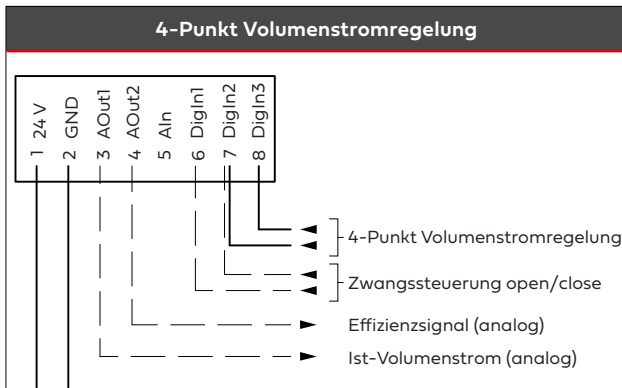 4-Punkt Volumenstromregelung
1 24 V
2 GND
3 AOut1
4 AOut2
5 AIn
6 DigIn1
7 DigIn2
8 DigIn3
4-Punkt Volumenstromregelung
Zwangssteuerung open/close
Effizienzsignal (analog)
Ist-Volumenstrom (analog)